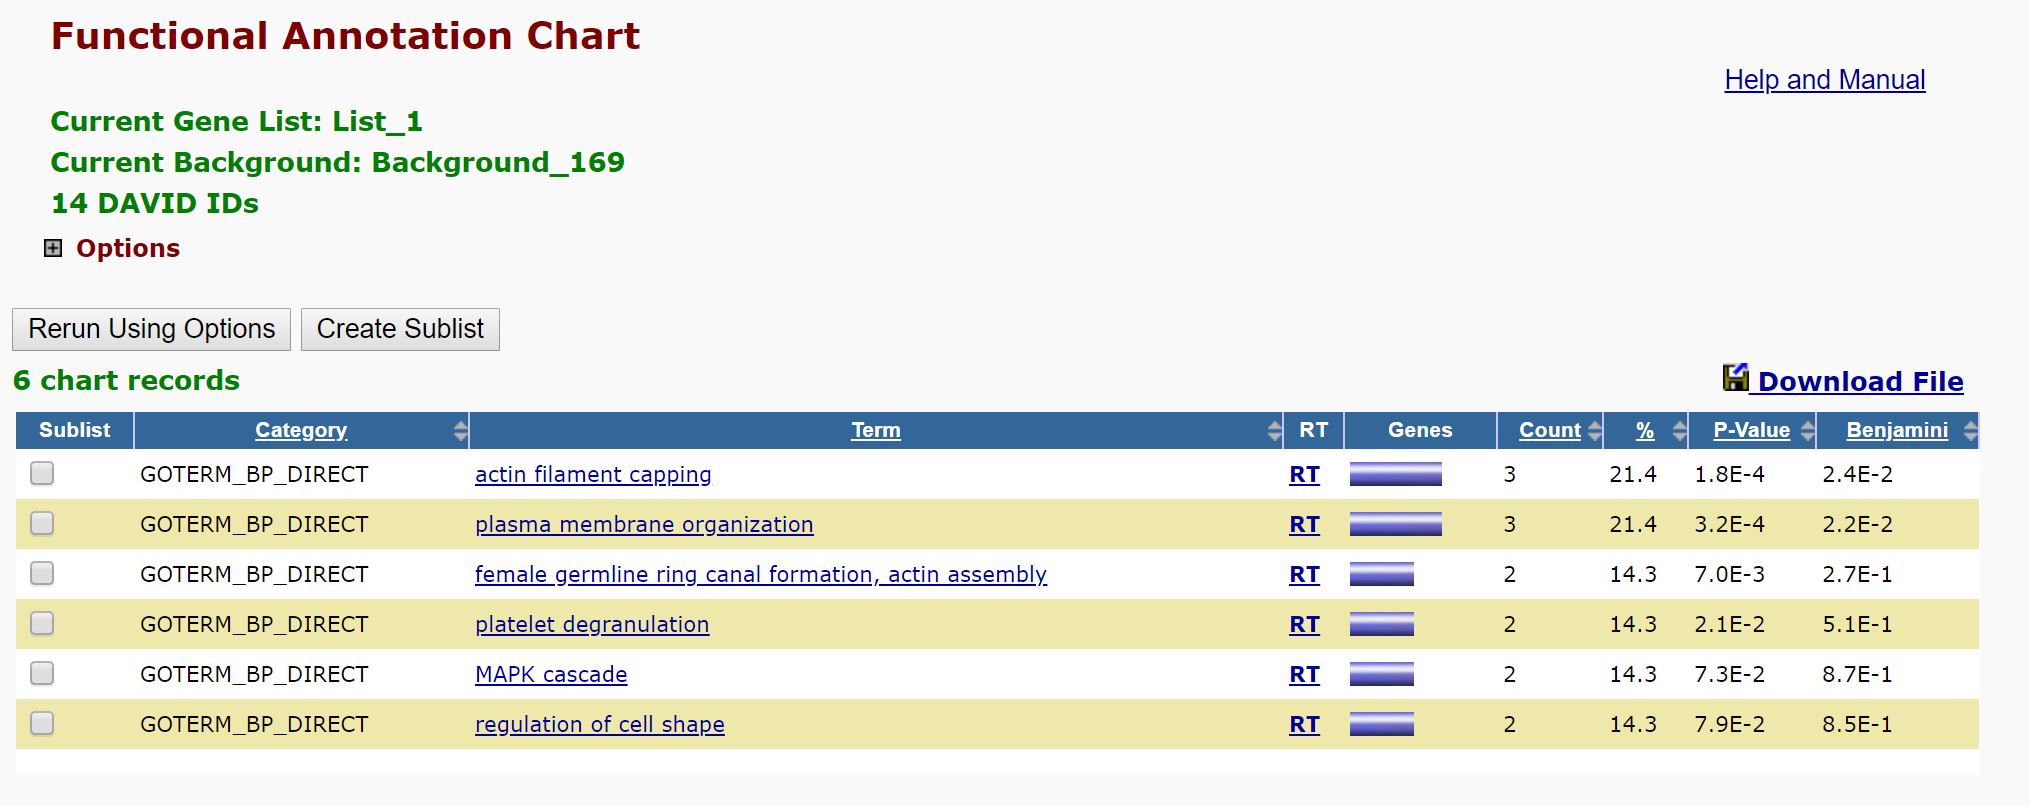 Functional Annotation Chart
Help and Manual
Current Gene List: List_1
Current Background: Background_169
14 DAVID IDs
Options
Rerun Using Options Create Sublist
6 chart records
Download File
Sublist Category Term RT Genes Count % P-Value Benjamini
GOTERM_BP_DIRECT actin filament capping RT 3 21.4 1.8E-4 2.4E-2
GOTERM_BP_DIRECT plasma membrane organization RT 3 21.4 3.2E-4 2.2E-2
GOTERM_BP_DIRECT female germline ring canal formation, actin assembly RT 2 14.3 7.0E-3 2.7E-1
GOTERM_BP_DIRECT platelet degranulation RT 2 14.3 2.1E-2 5.1E-1
GOTERM_BP_DIRECT MAPK cascade RT 2 14.3 7.3E-2 8.7E-1
GOTERM_BP_DIRECT regulation of cell shape RT 2 14.3 7.9E-2 8.5E-1